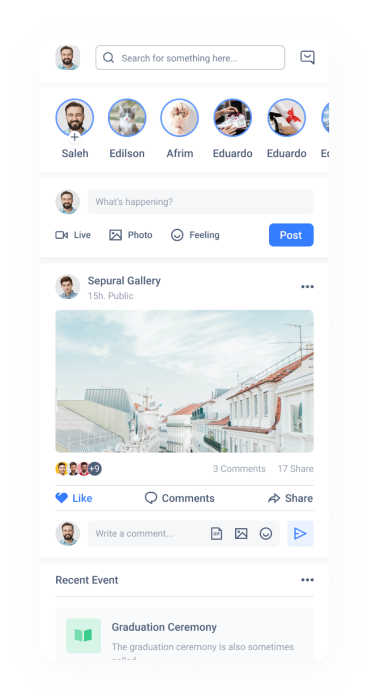 Search for something here...
Saleh Edilson Afrim Eduardo Eduardo
What's happening?
Live Photo Feeling Post
Sepural Gallery
15h. Public
+9 3 Comments 17 Share
Like Comments Share
Write a comment... GIF
Recent Event
Graduation Ceremony
The graduation ceremony is also sometimes